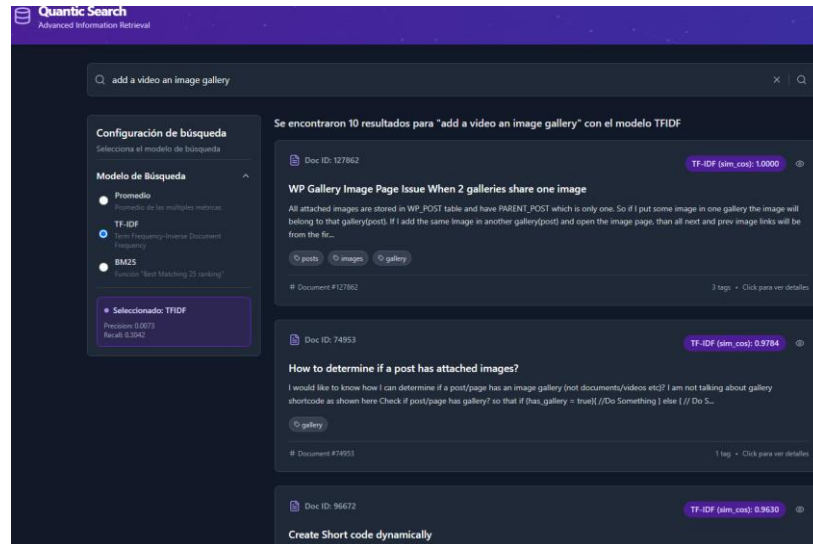 Quantic Search
Advanced Information Retrieval
add a video an image gallery
Configuración de búsqueda
Selecciona el modelo de búsqueda
Modelo de Búsqueda
Promedio
Promedio de las múltiples métricas
TF-IDF
Term Frequency-Inverse Document
Frequency
BM25
Función "Best Matching 25 ranking"
Seleccionado: TFIDF
Precision: 0.0073
Recall: 0.3042
Se encontraron 10 resultados para "add a video an image gallery" con el modelo TFIDF
Doc ID: 127862
TF-IDF (sim_cos): 1.0000
WP Gallery Image Page Issue When 2 galleries share one image
All attached images are stored in WP_POST table and have PARENT_POST which is only one. So if I put some image in one gallery the image will
belong to that gallery(post). If I add the same Image in another gallery(post) and open the image page, than all next and prev image links will be
from the fir...
posts
images
gallery
# Document #127862
3 tags • Click para ver detalles
Doc ID: 74953
TF-IDF (sim_cos): 0.9784
How to determine if a post has attached images?
I would like to know how I can determine if a post/page has an image gallery (not documents/videos etc)? I am not talking about gallery
shortcode as shown here Check if post/page has gallery? so that if (has_gallery = true){ //Do Something } else { // Do S...
gallery
# Document #74953
1 tag • Click para ver detalles
Doc ID: 96672
TF-IDF (sim_cos): 0.9630
Create Short code dynamically